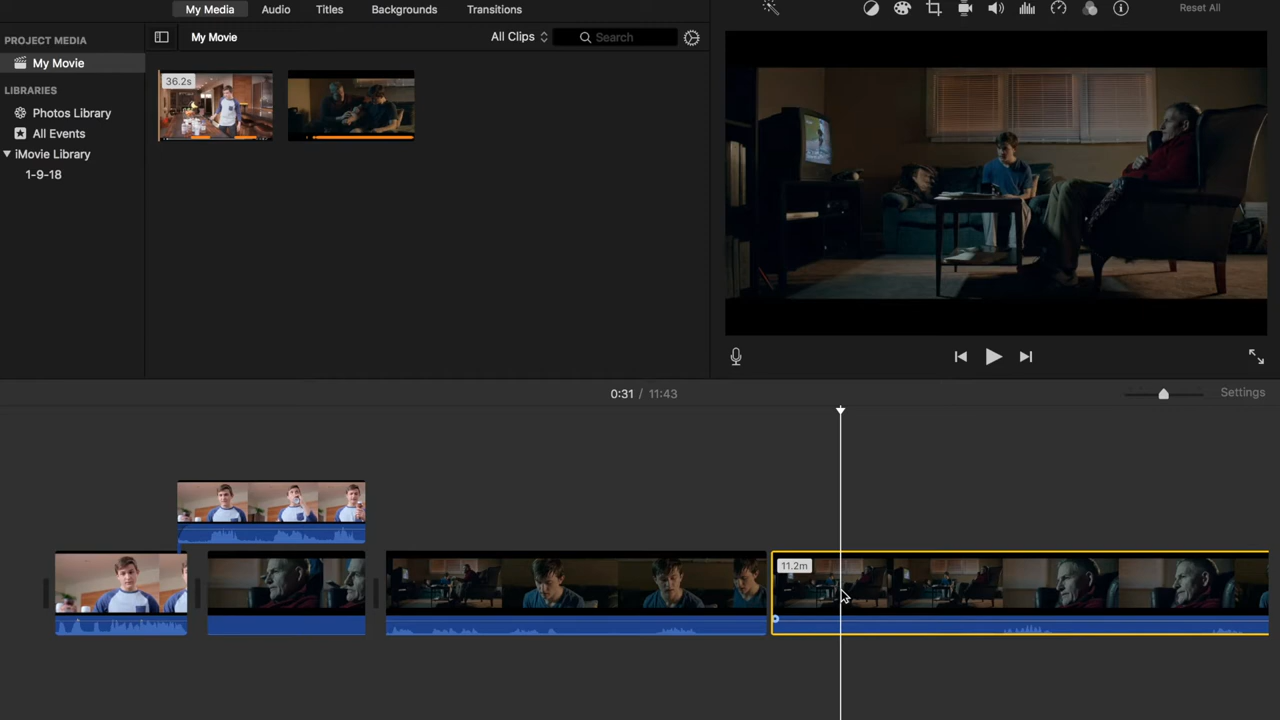 My Media Audio Titles Backgrounds Transitions
Reset All
PROJECT MEDIA
My Movie
LIBRARIES
Photos Library
All Events
iMovie Library
1-9-18
My Movie
All Clips
Search
36.2s
0:31 / 11:43
Settings
11.2m